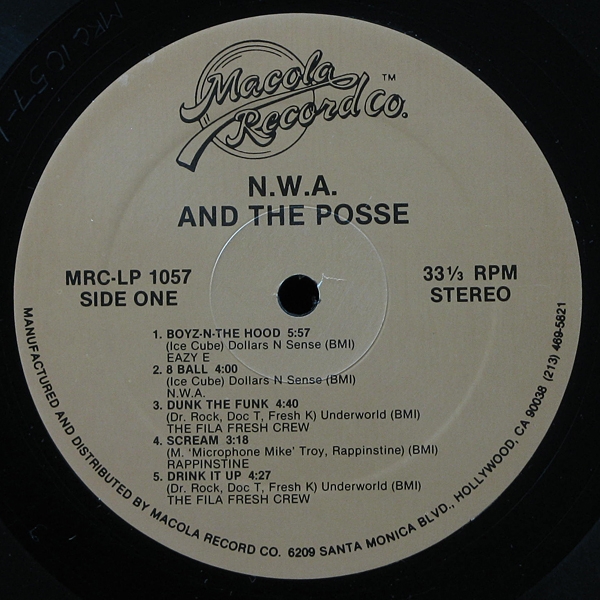 MRC 1057-1
Macola™
Record Co.
N.W.A.
AND THE POSSE
MRC-LP 1057
SIDE ONE
33⅓ RPM
STEREO
1. BOYZ-N-THE HOOD 5:57
(Ice Cube) Dollars N Sense (BMI)
EAZY E
2. 8 BALL 4:00
(Ice Cube) Dollars N Sense (BMI)
N.W.A.
3. DUNK THE FUNK 4:40
(Dr. Rock, Doc T, Fresh K) Underworld (BMI)
THE FILA FRESH CREW
4. SCREAM 3:18
(M. 'Microphone Mike' Troy, Rappinstine) (BMI)
RAPPINSTINE
5. DRINK IT UP 4:27
(Dr. Rock, Doc T, Fresh K) Underworld (BMI)
THE FILA FRESH CREW
MANUFACTURED AND DISTRIBUTED BY MACOLA RECORD CO. 6209 SANTA MONICA BLVD., HOLLYWOOD, CA 90038 (213) 469-5821